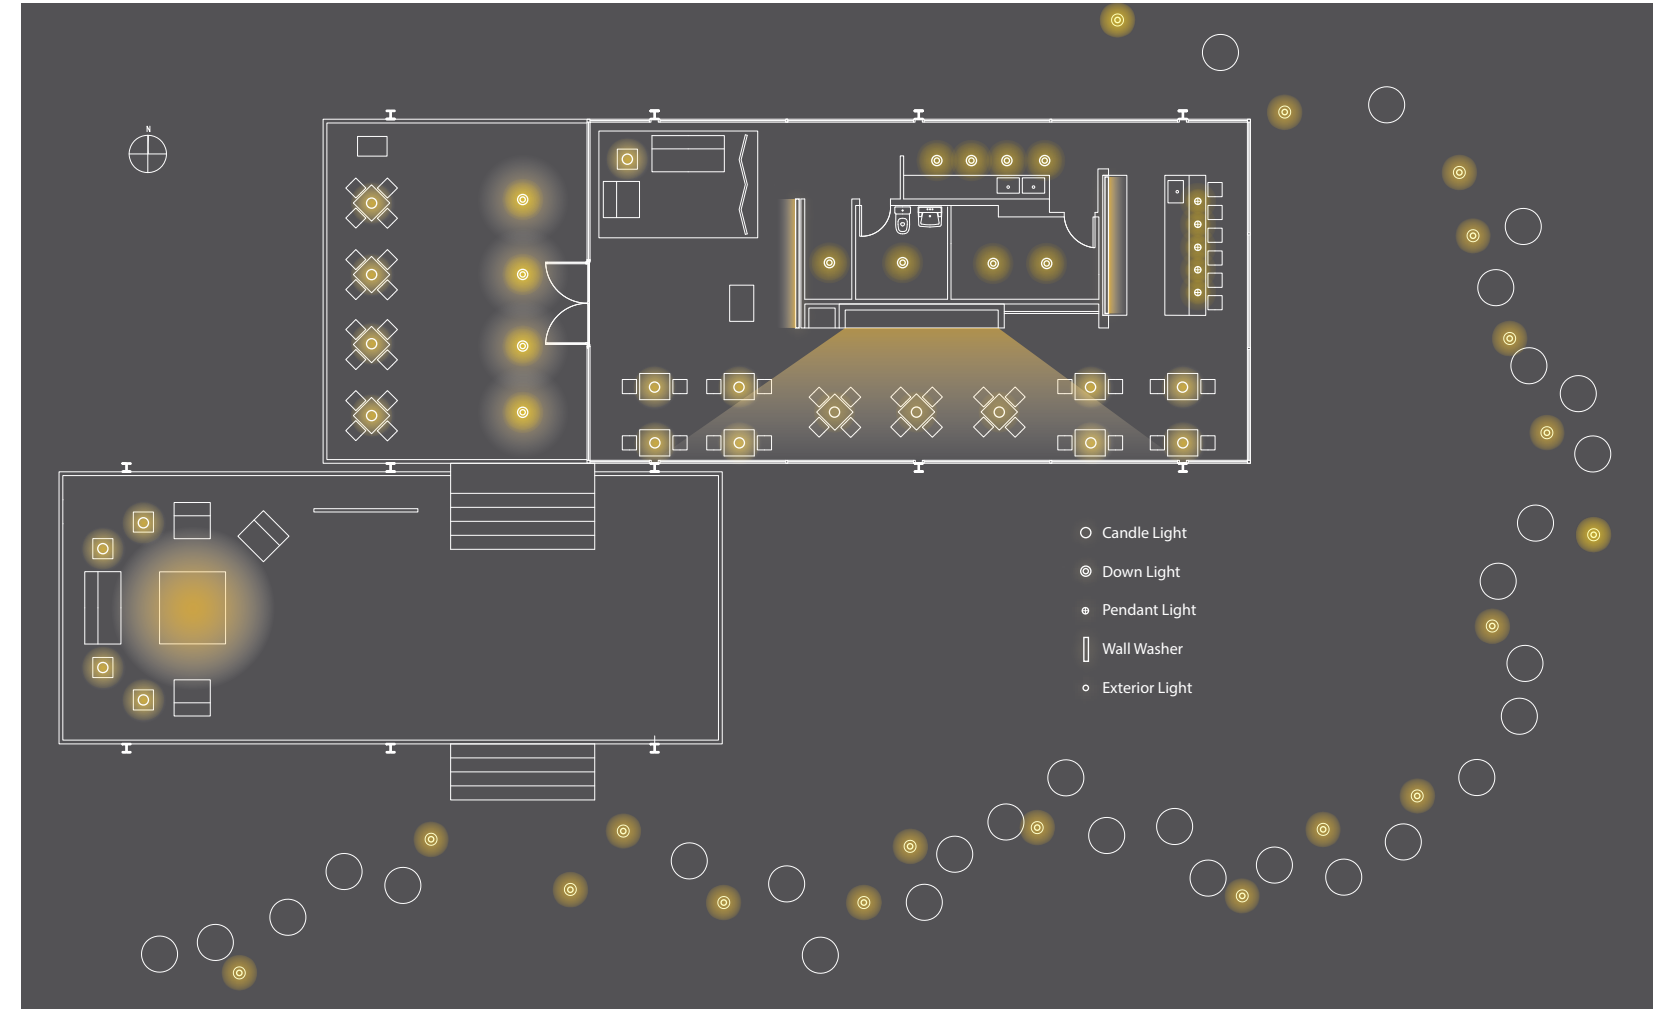 N
Candle Light
Down Light
Pendant Light
Wall Washer
Exterior Light